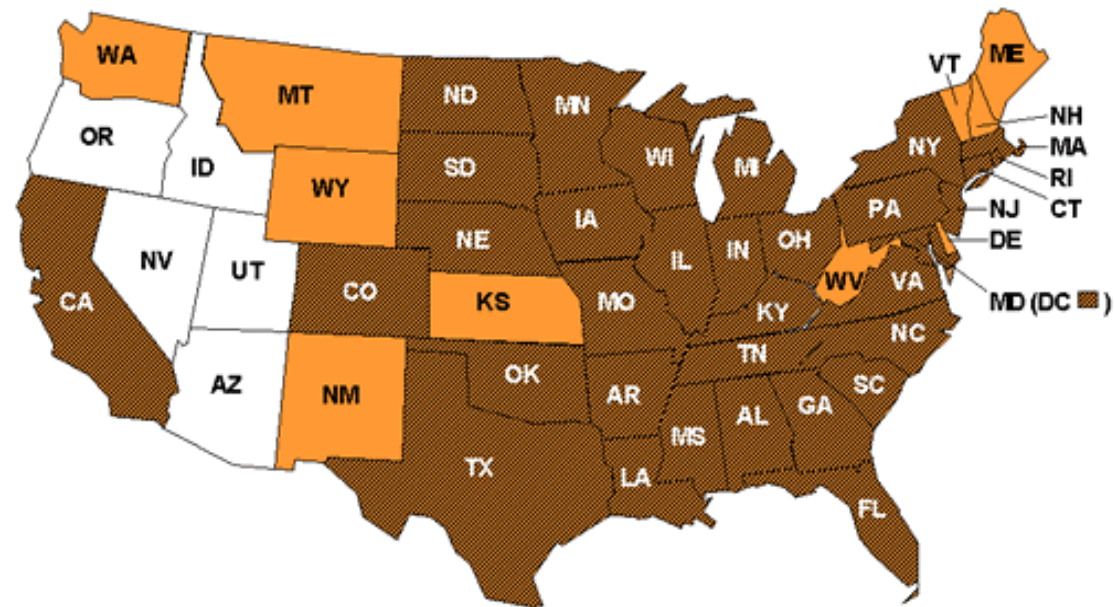 WA
MT
ND
MN
VT
ME
OR
ID
SD
WI
MI
NY
NH
MA
WY
RI
CT
NE
IA
PA
NJ
NV
UT
CO
IL
IN
OH
DE
CA
KS
MO
WV
VA
MD (DC )
KY
NC
AZ
NM
OK
TN
AR
SC
TX
MS
AL
GA
LA
FL